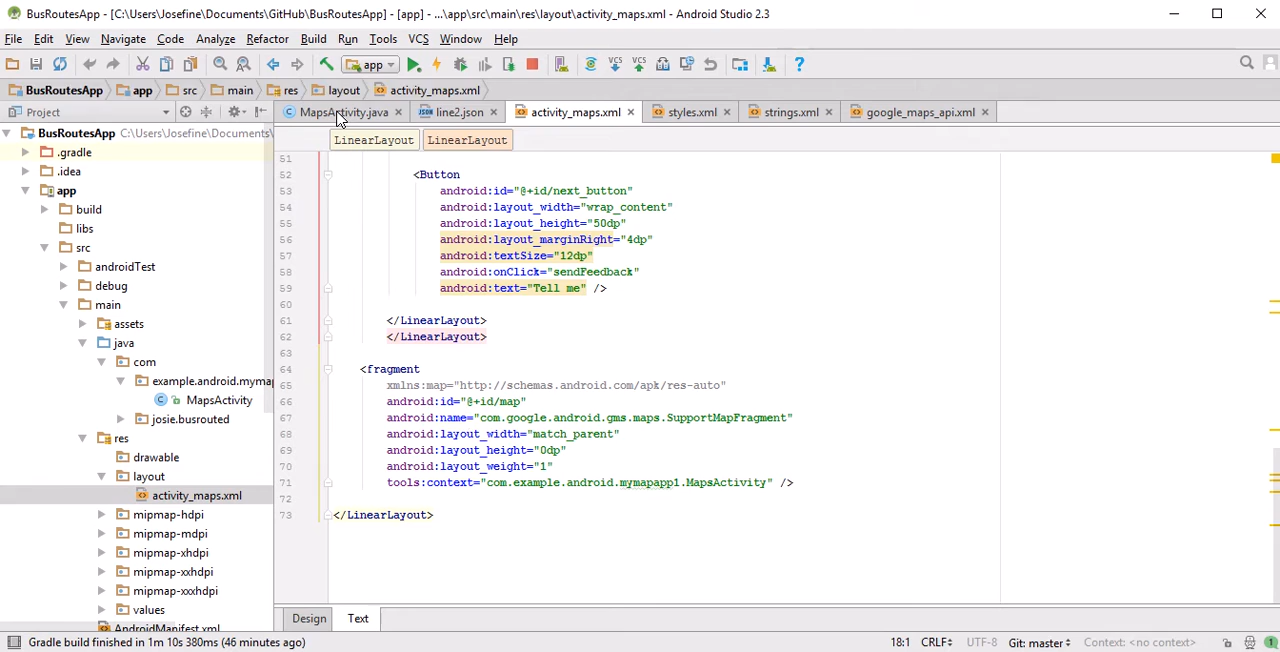 BusRoutesApp - [C:\Users\Josefine\Documents\GitHub\BusRoutesApp] - [app] - ...\app\src\main\res\layout\activity_maps.xml - Android Studio 2.3
File Edit View Navigate Code Analyze Refactor Build Run Tools VCS Window Help
app
BusRoutesApp app src main res layout activity_maps.xml
Project
MapsActivity.java line2.json activity_maps.xml styles.xml strings.xml google_maps_api.xml
BusRoutesApp C:\Users\Josefine\Documents\
.gradle
.idea
app
build
libs
src
androidTest
debug
main
assets
java
com
example.android.myma
MapsActivity
josie.busrouted
res
drawable
layout
activity_maps.xml
mipmap-hdpi
mipmap-mdpi
mipmap-xhdpi
mipmap-xxhdpi
mipmap-xxxhdpi
values
AndroidManifest.xml
LinearLayout LinearLayout
51
52 <Button
53 android:id="@+id/next_button"
54 android:layout_width="wrap_content"
55 android:layout_height="50dp"
56 android:layout_marginRight="4dp"
57 android:textSize="12dp"
58 android:onClick="sendFeedback"
59 android:text="Tell me" />
60
61 </LinearLayout>
62 </LinearLayout>
63
64 <fragment
65 xmlns:map="http://schemas.android.com/apk/res-auto"
66 android:id="@+id/map"
67 android:name="com.google.android.gms.maps.SupportMapFragment"
68 android:layout_width="match_parent"
69 android:layout_height="0dp"
70 android:layout_weight="1"
71 tools:context="com.example.android.mymapapp1.MapsActivity" />
72
73 </LinearLayout>
Design Text
Gradle build finished in 1m 10s 380ms (46 minutes ago)
18:1 CRLF UTF-8 Git: master Context: <no context> 1